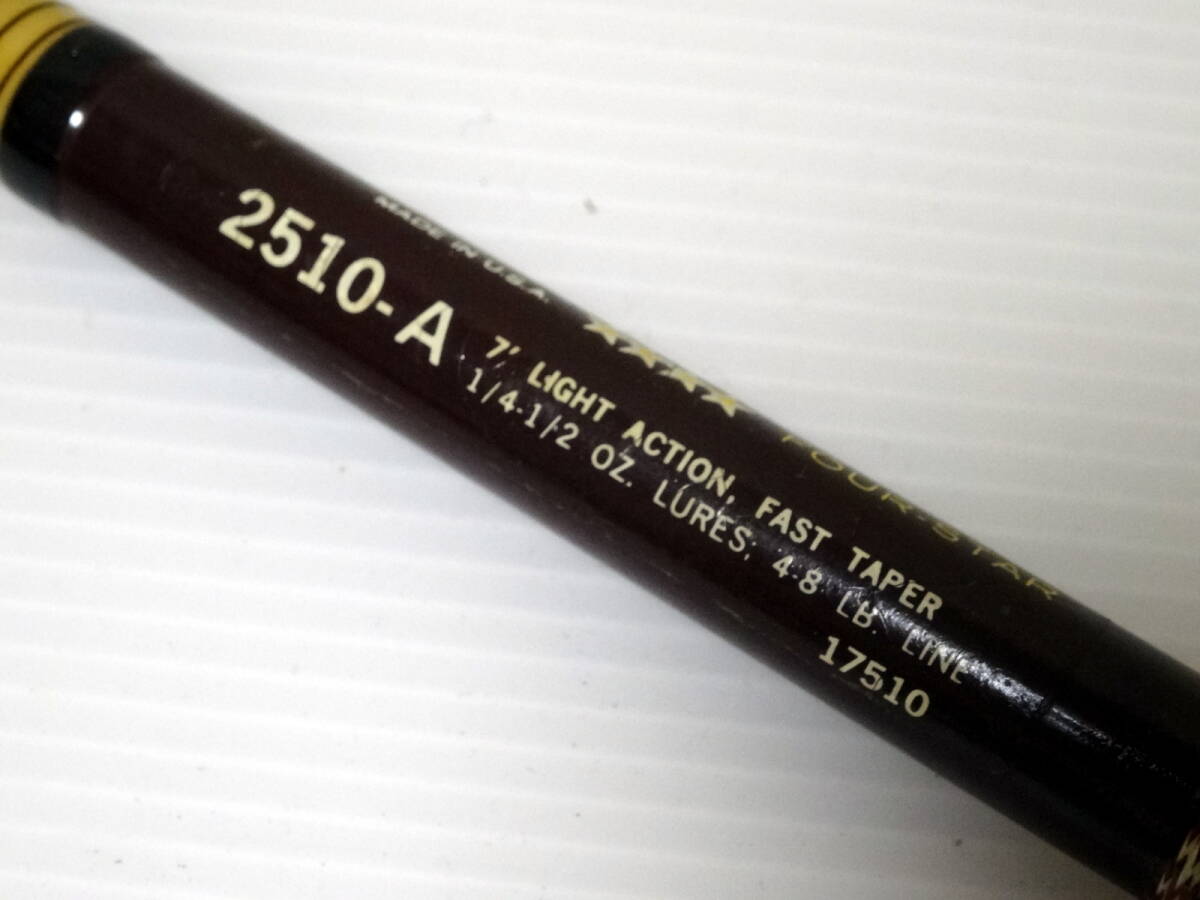 MADE IN U.S.A.
★★★★
FOUR-STAR
2510-A
7' LIGHT ACTION, FAST TAPER
1/4-1/2 OZ. LURES, 4-8 LB. LINE
17510